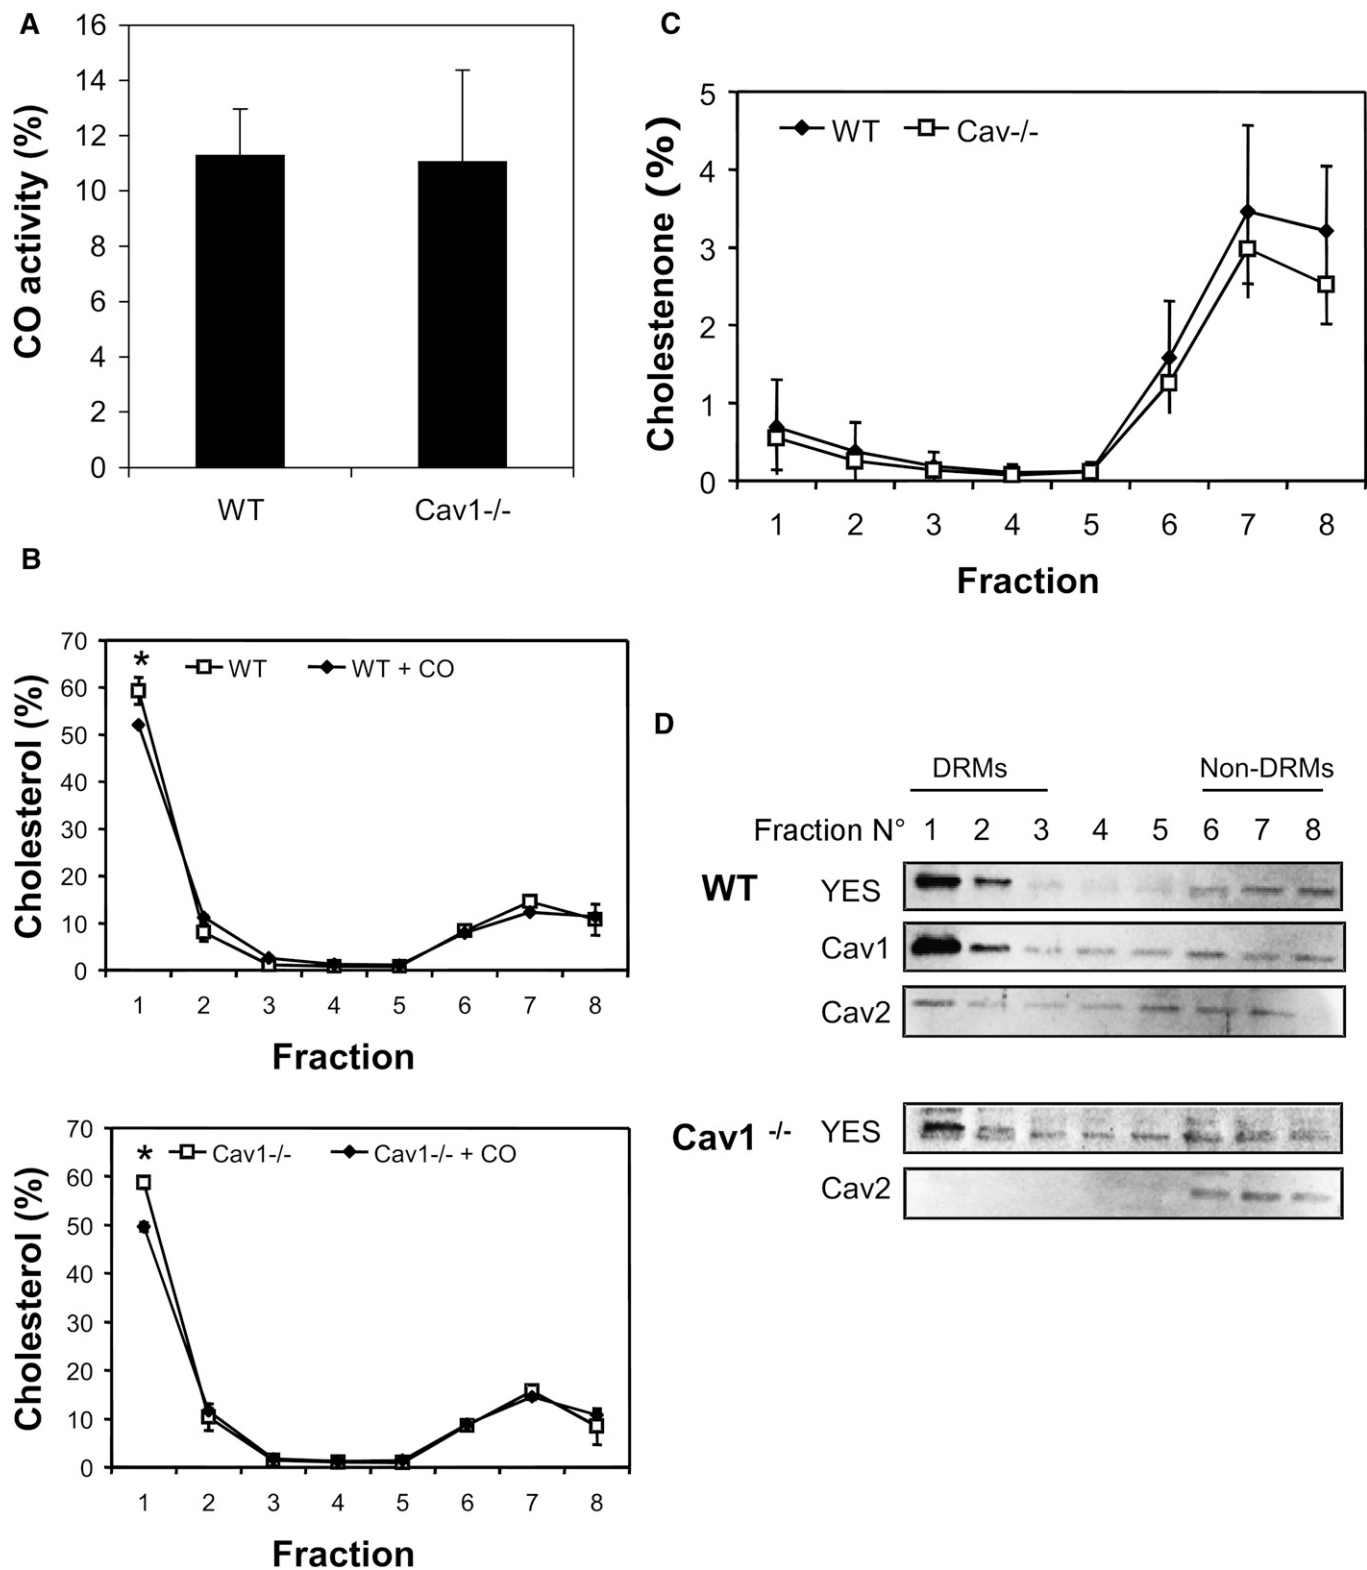 A
16
14
12
10
8
6
4
2
0
CO activity (%)
WT Cav1-/-
B
70
60
50
40
30
20
10
0
Cholesterol (%)
* WT WT + CO
1 2 3 4 5 6 7 8
Fraction
70
60
50
40
30
20
10
0
Cholesterol (%)
* Cav1-/- Cav1-/- + CO
1 2 3 4 5 6 7 8
Fraction
C
5
4
3
2
1
0
Cholestenone (%)
WT Cav-/-
1 2 3 4 5 6 7 8
Fraction
D
DRMs Non-DRMs
Fraction N° 1 2 3 4 5 6 7 8
WT YES
Cav1
Cav2
Cav1 -/- YES
Cav2